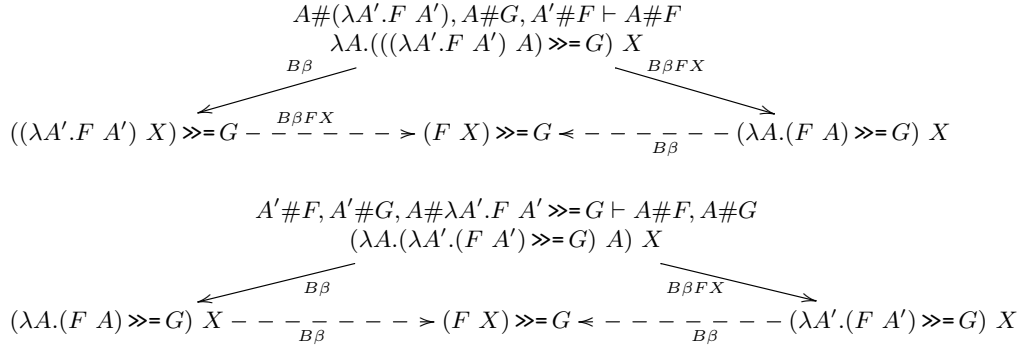 A#(λA′.F A′), A#G, A′#F ⊢ A#F
λA.(((λA′.F A′) A) >>= G) X
Bβ
BβFX
((λA′.F A′) X) >>= G
BβFX
(F X) >>= G
Bβ
(λA.(F A) >>= G) X
A′#F, A′#G, A#λA′.F A′ >>= G ⊢ A#F, A#G
(λA.(λA′.(F A′) >>= G) A) X
Bβ
BβFX
(λA.(F A) >>= G) X
Bβ
(F X) >>= G
Bβ
(λA′.(F A′) >>= G) X